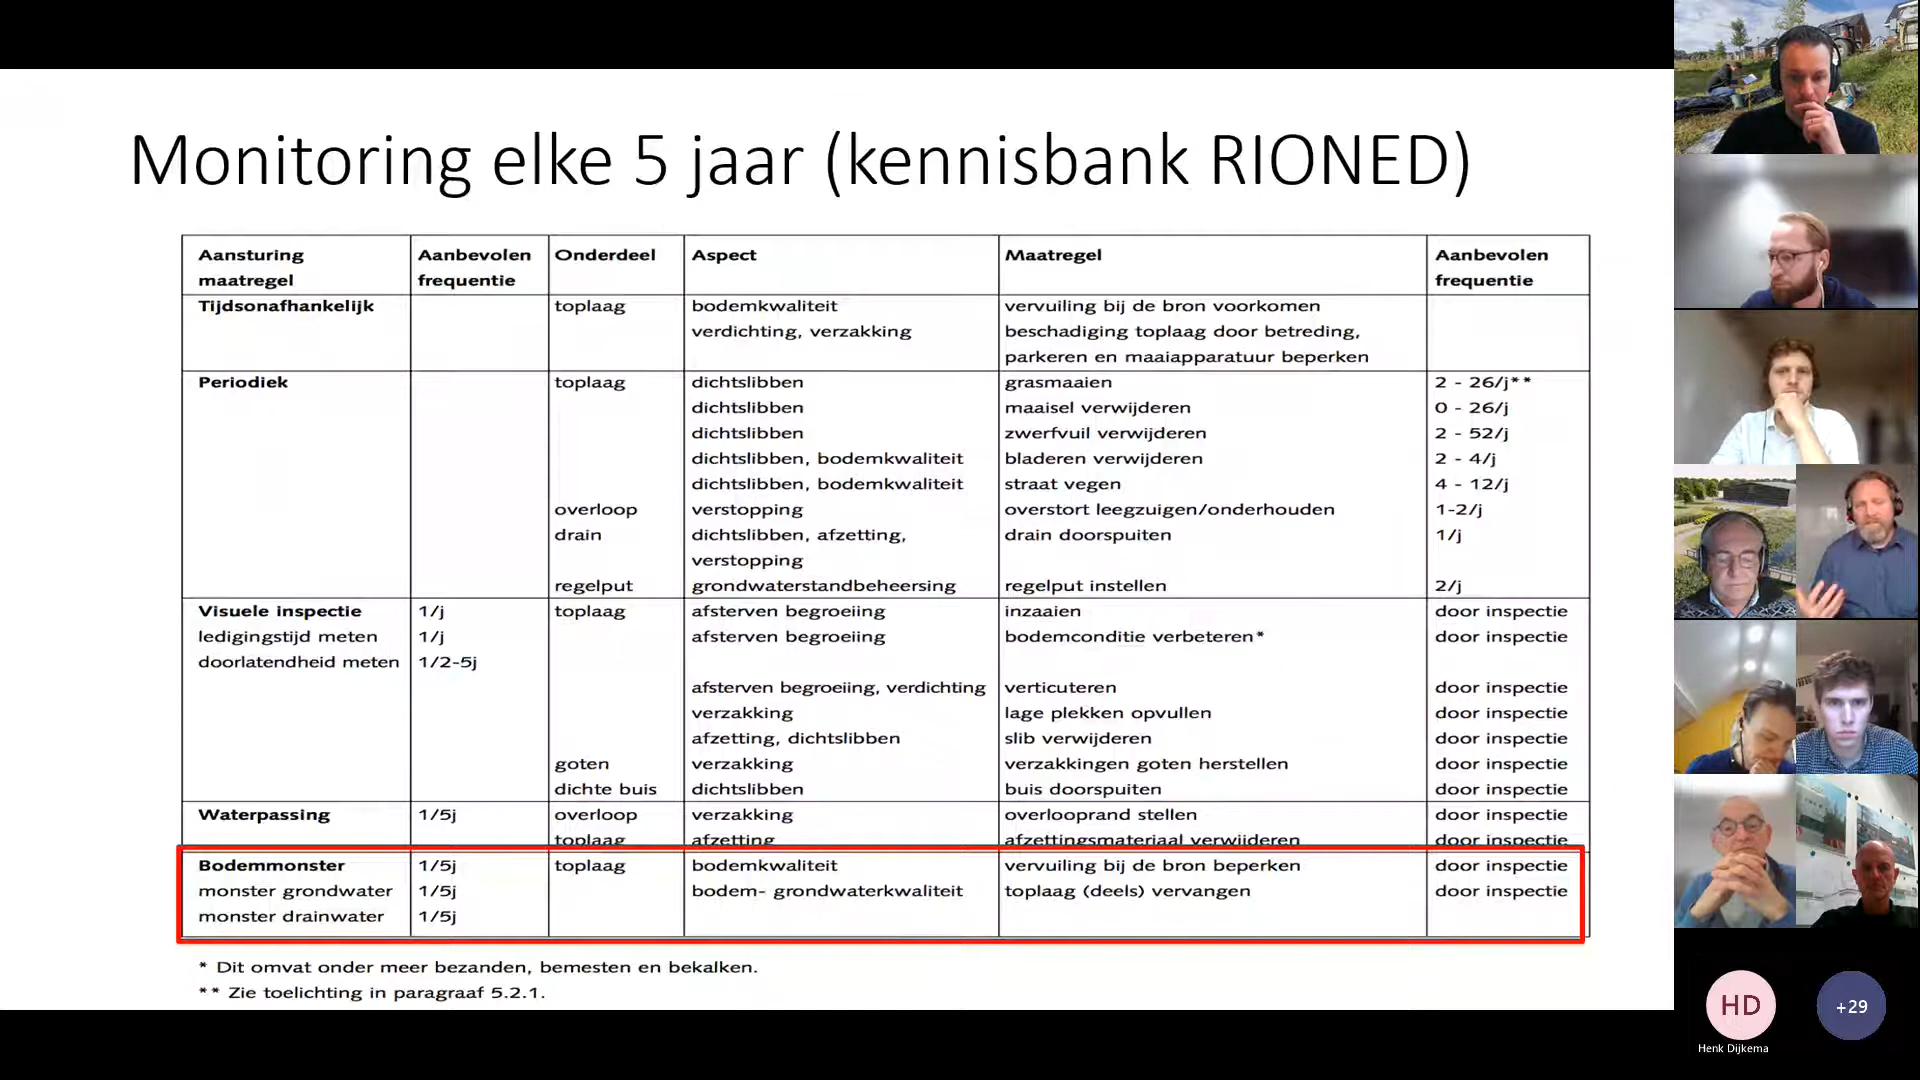 Monitoring elke 5 jaar (kennisbank RIONED)
Aansturing maatregel Aanbevolen frequentie Onderdeel Aspect Maatregel Aanbevolen frequentie
Tijdsonafhankelijk toplaag bodemkwaliteit vervuiling bij de bron voorkomen
verdichting, verzakking beschadiging toplaag door betreding,
parkeren en maaiapparatuur beperken
Periodiek toplaag dichtslibben grasmaaien 2 - 26/j**
dichtslibben maaisel verwijderen 0 - 26/j
dichtslibben zwerfvuil verwijderen 2 - 52/j
dichtslibben, bodemkwaliteit bladeren verwijderen 2 - 4/j
dichtslibben, bodemkwaliteit straat vegen 4 - 12/j
overloop verstopping overstort leegzuigen/onderhouden 1-2/j
drain dichtslibben, afzetting, drain doorspuiten 1/j
verstopping
regelput grondwaterstandbeheersing regelput instellen 2/j
Visuele inspectie 1/j toplaag afsterven begroeiing inzaaien door inspectie
ledigingstijd meten 1/j afsterven begroeiing bodemconditie verbeteren* door inspectie
doorlatendheid meten 1/2-5j
afsterven begroeiing, verdichting verticuteren door inspectie
verzakking lage plekken opvullen door inspectie
afzetting, dichtslibben slib verwijderen door inspectie
goten verzakking verzakkingen goten herstellen door inspectie
dichte buis dichtslibben buis doorspuiten door inspectie
Waterpassing 1/5j overloop verzakking overlooprand stellen door inspectie
toplaag afzetting afzettingsmateriaal verwijderen door inspectie
Bodemmonster 1/5j toplaag bodemkwaliteit vervuiling bij de bron beperken door inspectie
monster grondwater 1/5j bodem- grondwaterkwaliteit toplaag (deels) vervangen door inspectie
monster drainwater 1/5j
* Dit omvat onder meer bezanden, bemesten en bekalken.
** Zie toelichting in paragraaf 5.2.1.
HD
Henk Dijkema
+29